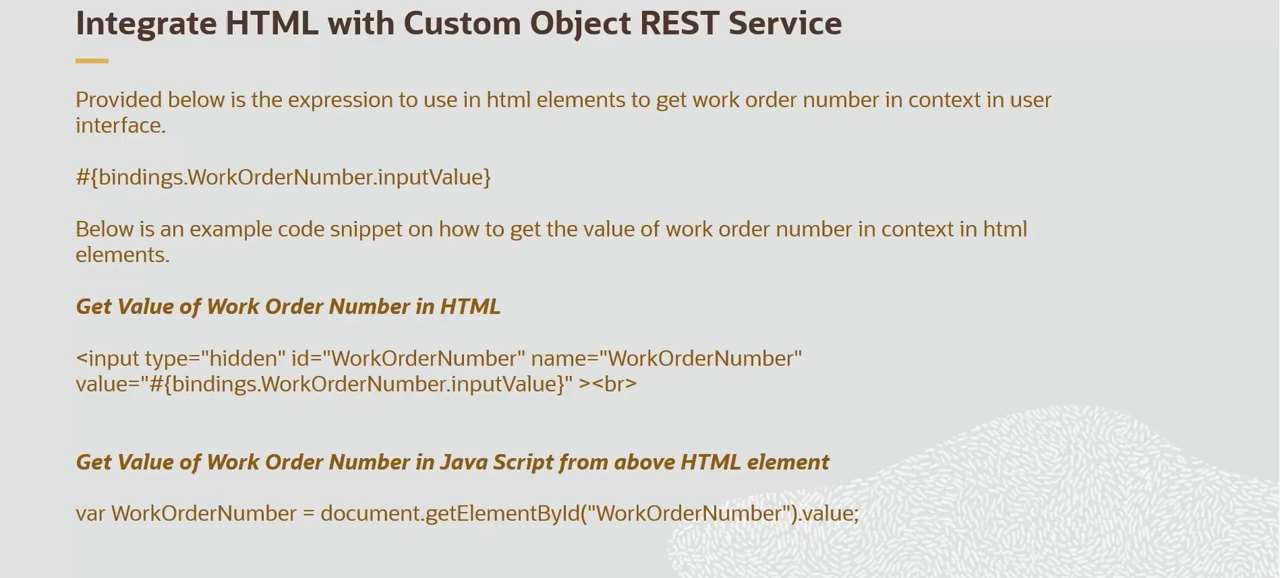 Integrate HTML with Custom Object REST Service
Provided below is the expression to use in html elements to get work order number in context in user
interface.
#{bindings.WorkOrderNumber.inputValue}
Below is an example code snippet on how to get the value of work order number in context in html
elements.
Get Value of Work Order Number in HTML
<input type="hidden" id="WorkOrderNumber" name="WorkOrderNumber"
value="#{bindings.WorkOrderNumber.inputValue}" ><br>
Get Value of Work Order Number in Java Script from above HTML element
var WorkOrderNumber = document.getElementById("WorkOrderNumber").value;